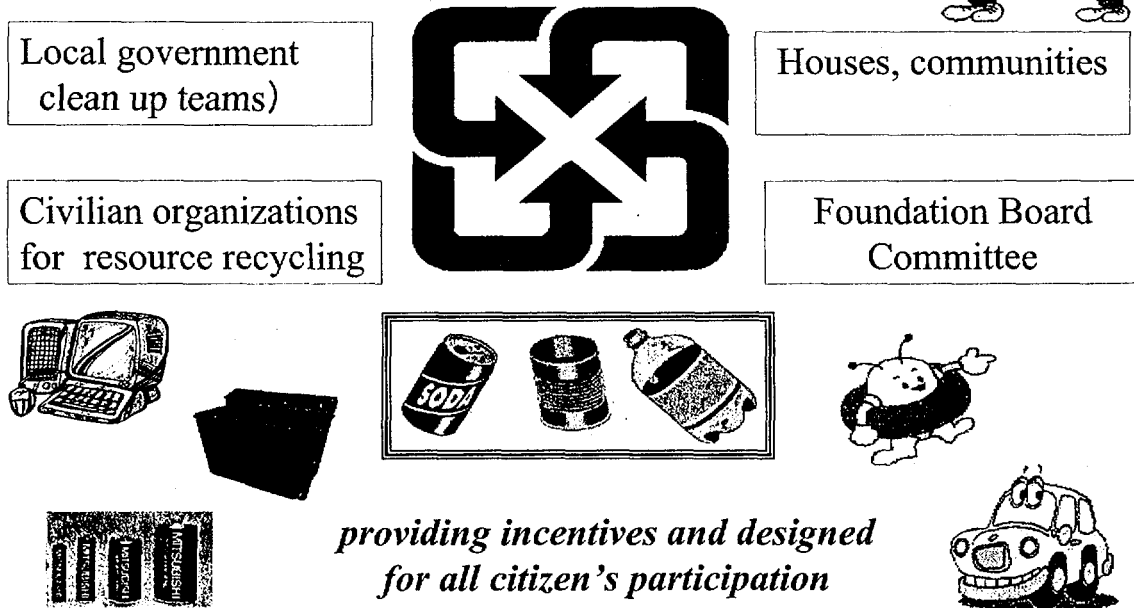 Local government
clean up teams)
Houses, communities
Civilian organizations
for resource recycling
Foundation Board
Committee
SODA
MITSUBISHI
providing incentives and designed
for all citizen's participation